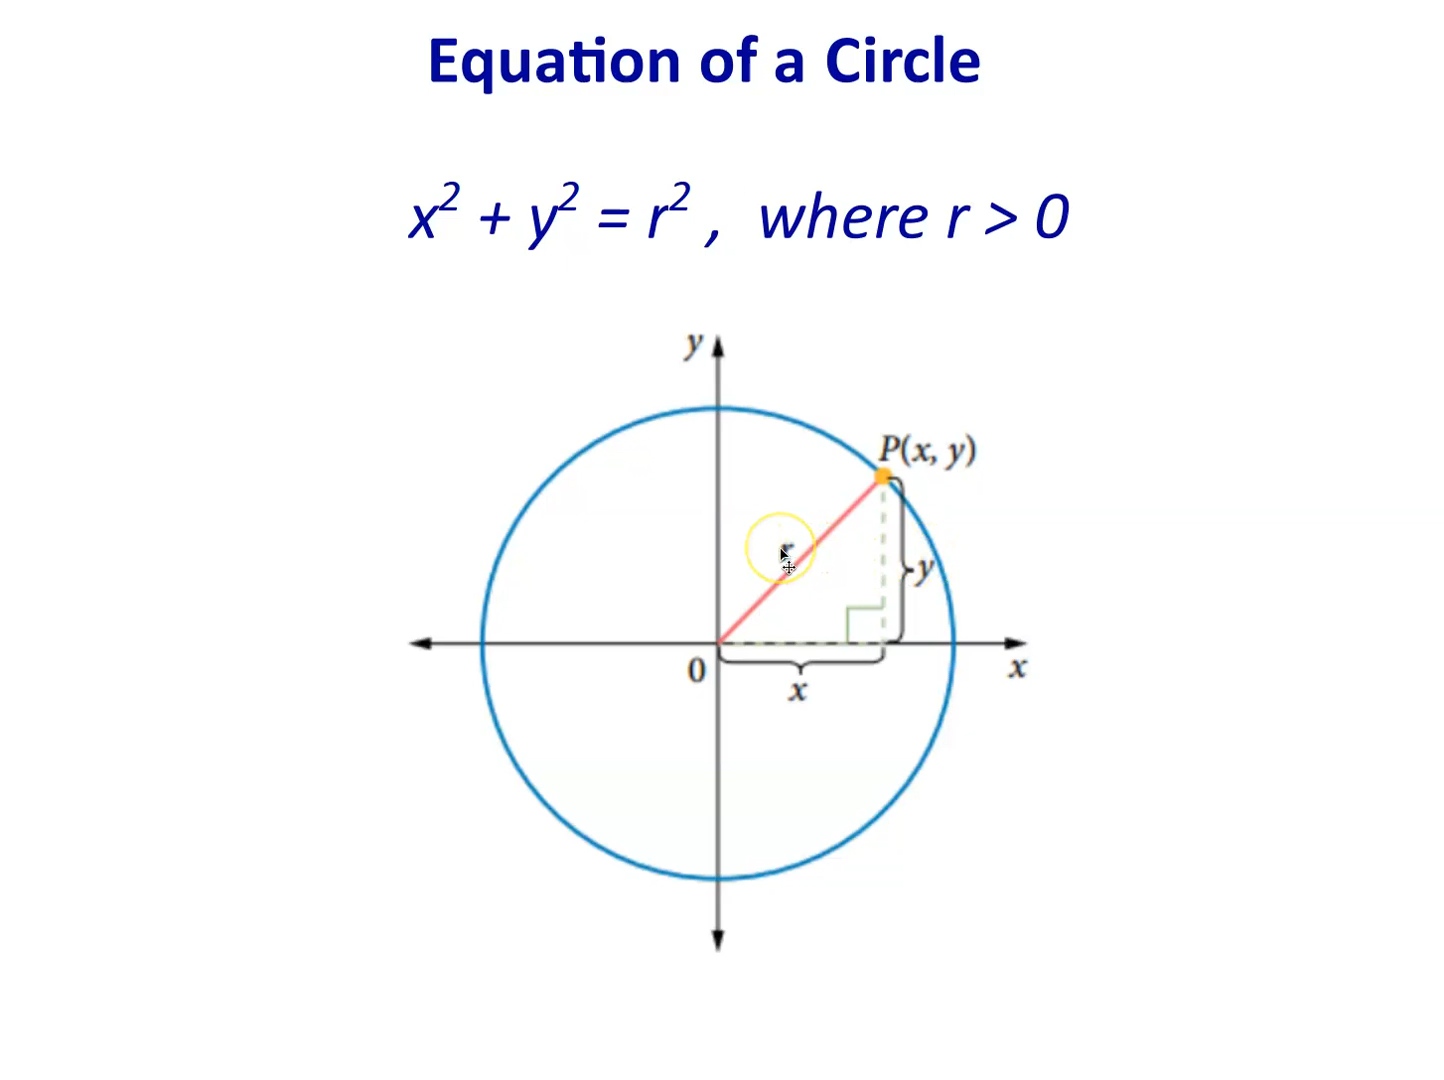 Equation of a Circle
x² + y² = r² , where r > 0
y
P(x, y)
r
y
0
x
x